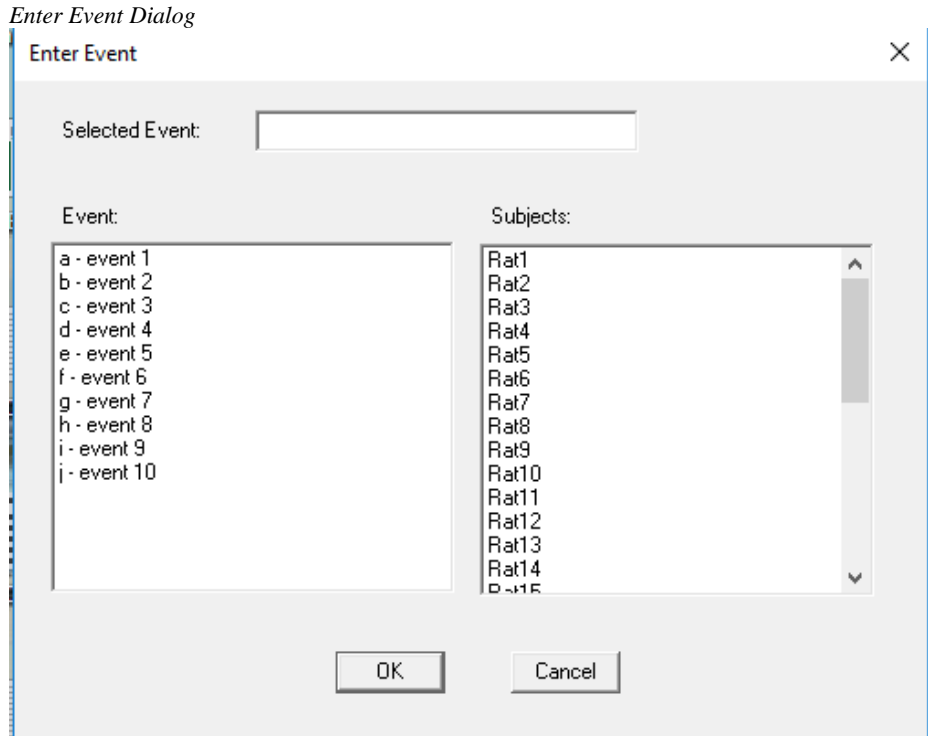 Enter Event Dialog
Enter Event
Selected Event:
Event:
a - event 1
b - event 2
c - event 3
d - event 4
e - event 5
f - event 6
g - event 7
h - event 8
i - event 9
j - event 10
Subjects:
Rat1
Rat2
Rat3
Rat4
Rat5
Rat6
Rat7
Rat8
Rat9
Rat10
Rat11
Rat12
Rat13
Rat14
Rat15
OK
Cancel